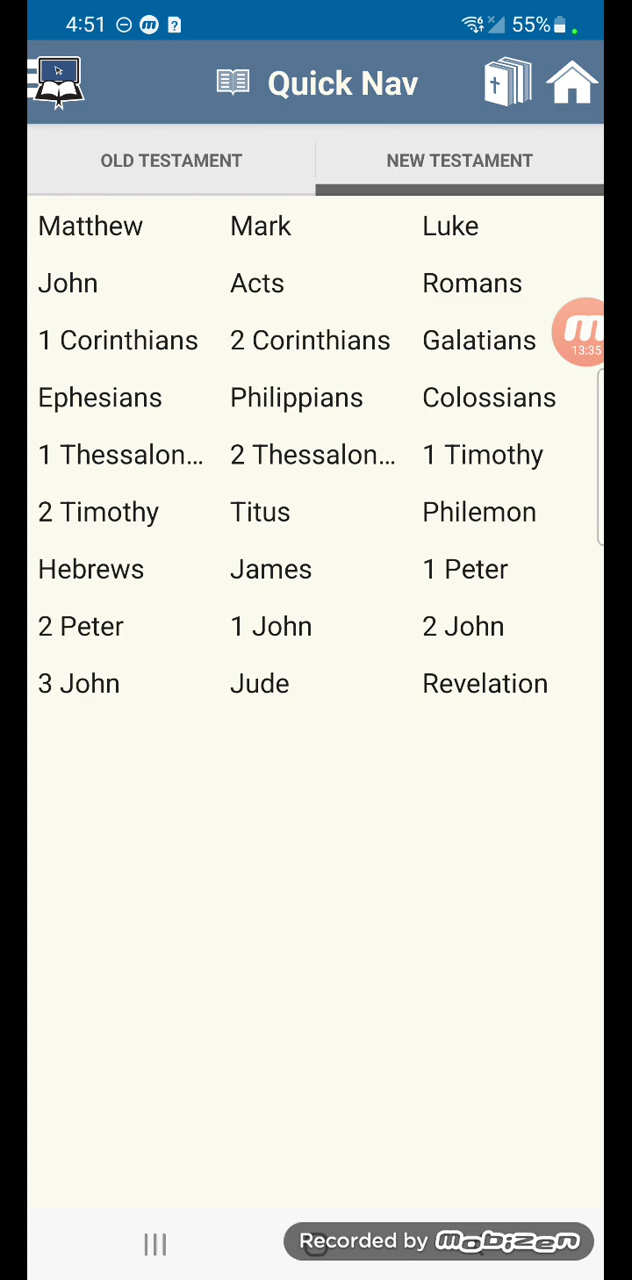 4:51 55%
Quick Nav
OLD TESTAMENT NEW TESTAMENT
Matthew Mark Luke
John Acts Romans
1 Corinthians 2 Corinthians Galatians
13:35
Ephesians Philippians Colossians
1 Thessalon... 2 Thessalon... 1 Timothy
2 Timothy Titus Philemon
Hebrews James 1 Peter
2 Peter 1 John 2 John
3 John Jude Revelation
Recorded by mobizen